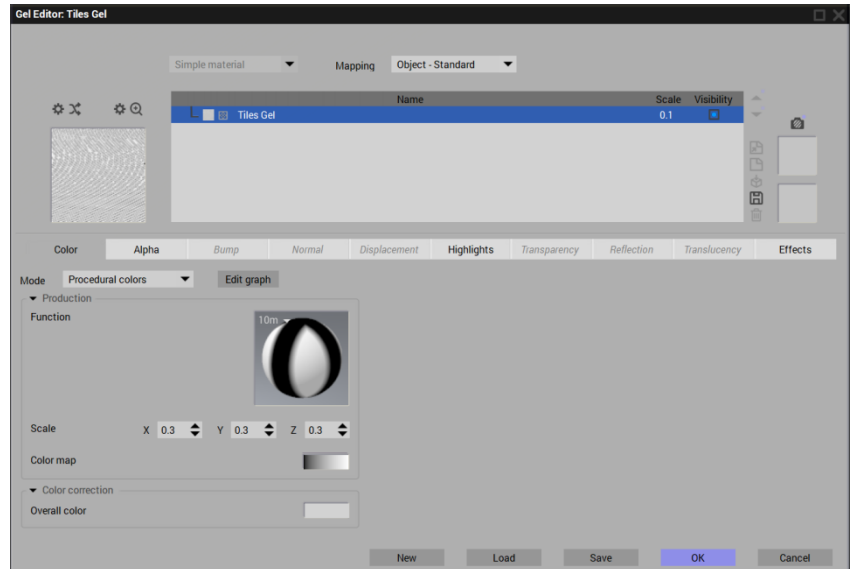 Gel Editor: Tiles Gel
Simple material
Mapping
Object - Standard
Name
Scale
Visibility
Tiles Gel
0.1
Color
Alpha
Bump
Normal
Displacement
Highlights
Transparency
Reflection
Translucency
Effects
Mode
Procedural colors
Edit graph
Production
Function
10m
Scale
X 0.3
Y 0.3
Z 0.3
Color map
Color correction
Overall color
New
Load
Save
OK
Cancel